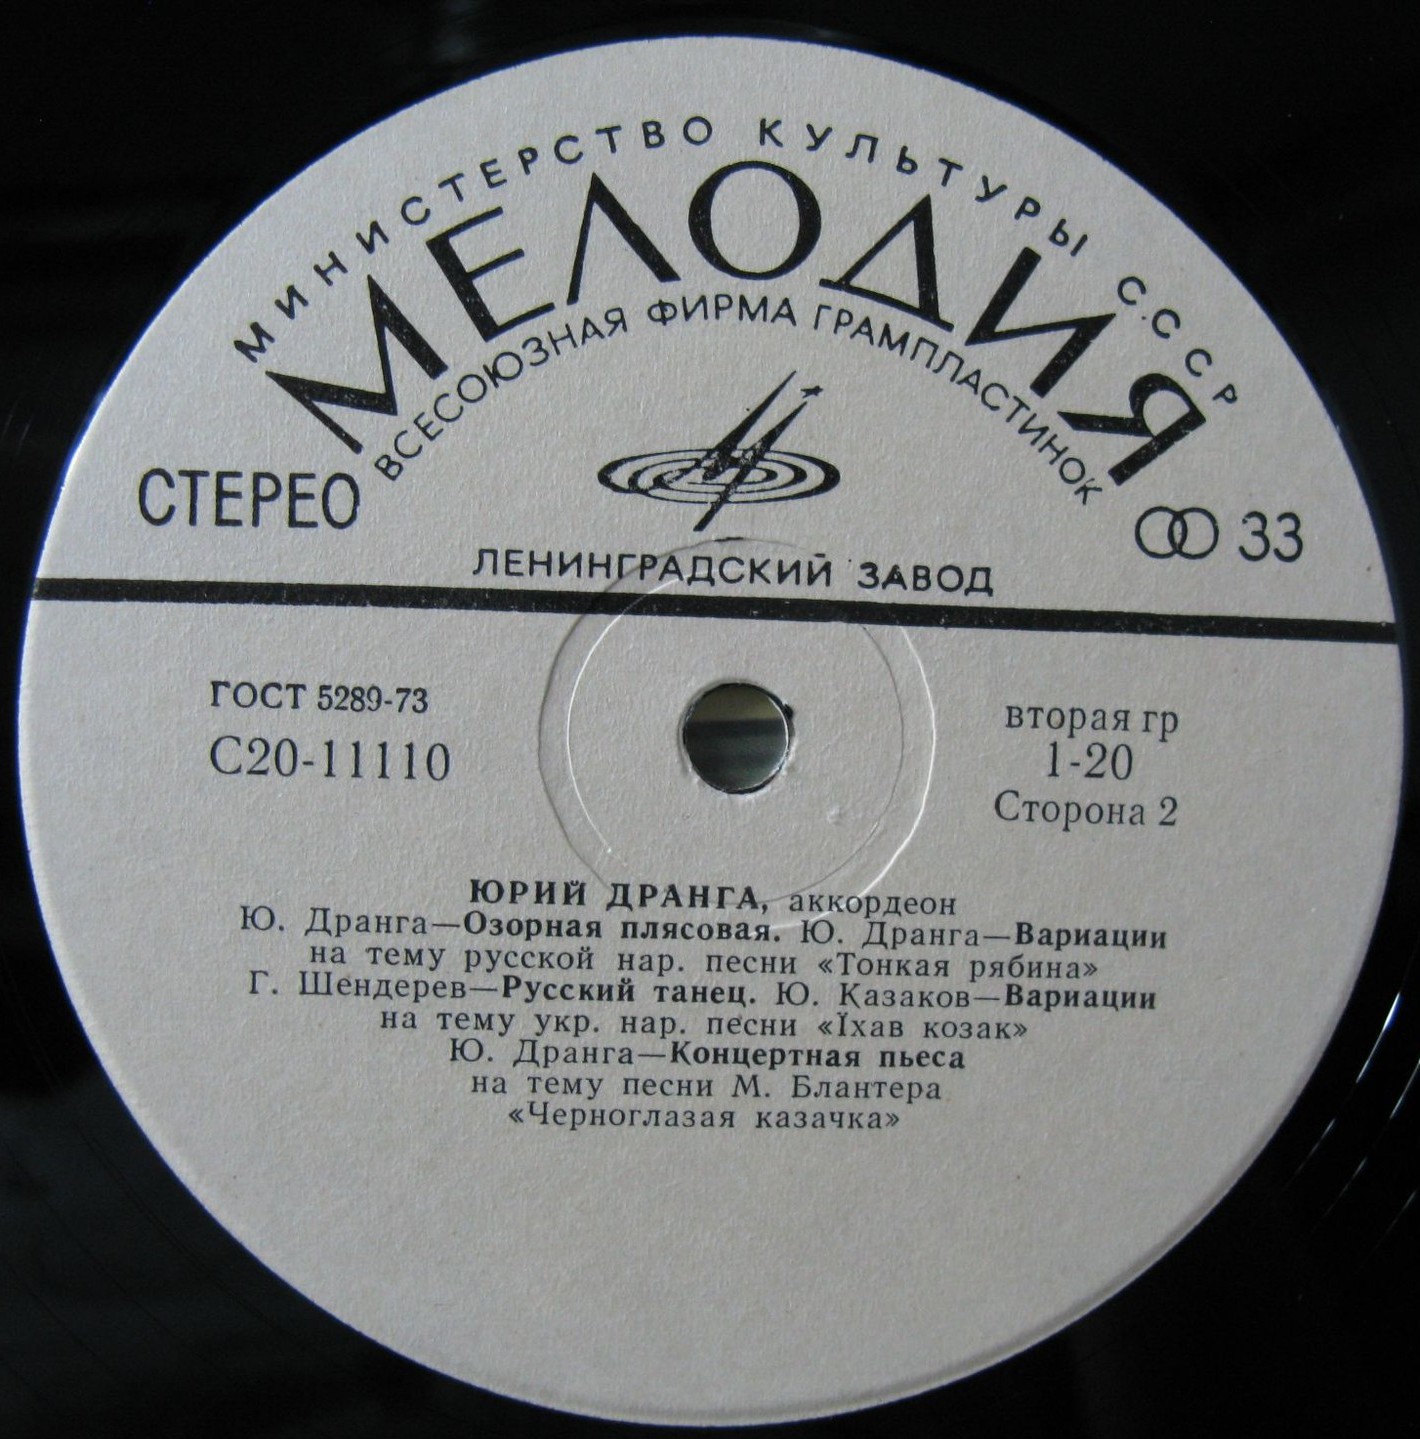 МИНИСТЕРСТВО КУЛЬТУРЫ СССР
МЕЛОДИЯ
ВСЕСОЮЗНАЯ ФИРМА ГРАМПЛАСТИНОК
СТЕРЕО
33
ЛЕНИНГРАДСКИЙ ЗАВОД
ГОСТ 5289-73
С20-11110
вторая гр
1-20
Сторона 2
ЮРИЙ ДРАНГА, аккордеон
Ю. Дранга—Озорная плясовая. Ю. Дранга—Вариации
на тему русской нар. песни «Тонкая рябина»
Г. Шендерев—Русский танец. Ю. Казаков—Вариации
на тему укр. нар. песни «Їхав козак»
Ю. Дранга—Концертная пьеса
на тему песни М. Блантера
«Черноглазая казачка»